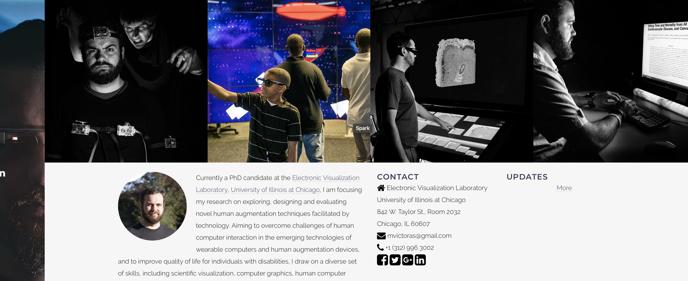 n
Spark
Currently a PhD candidate at the Electronic Visualization
Laboratory, University of Illinois at Chicago, I am focusing
my research on exploring, designing and evaluating
novel human augmentation techniques facilitated by
technology. Aiming to overcome challenges of human
computer interaction in the emerging technologies of
wearable computers and human augmentation devices,
and to improve quality of life for individuals with disabilities, I draw on a diverse set
of skills, including scientific visualization, computer graphics, human computer
CONTACT
Electronic Visualization Laboratory
University of Illinois at Chicago
842 W. Taylor St., Room 2032
Chicago, IL 60607
mvictoras@gmail.com
+1 (312) 996 3002
UPDATES
More